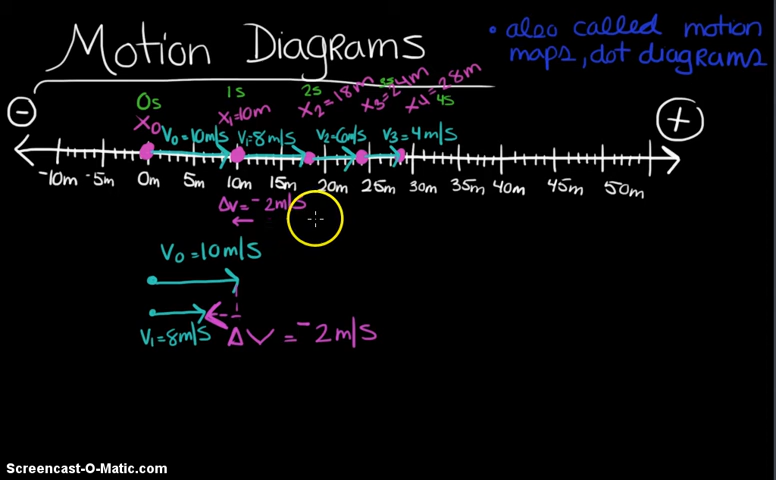 Motion Diagrams
• also called motion
maps, dot diagrams
0s 1s 2s 3s 4s
X0 X1=10m X2=18m X3=24m X4=28m
V0=10m/s V1=8m/s V2=6m/s V3=4m/s
- +
-10m -5m 0m 5m 10m 15m 20m 25m 30m 35m 40m 45m 50m
ΔV=-2m/s
V0=10m/s
V1=8m/s ΔV=-2m/s
Screencast-O-Matic.com